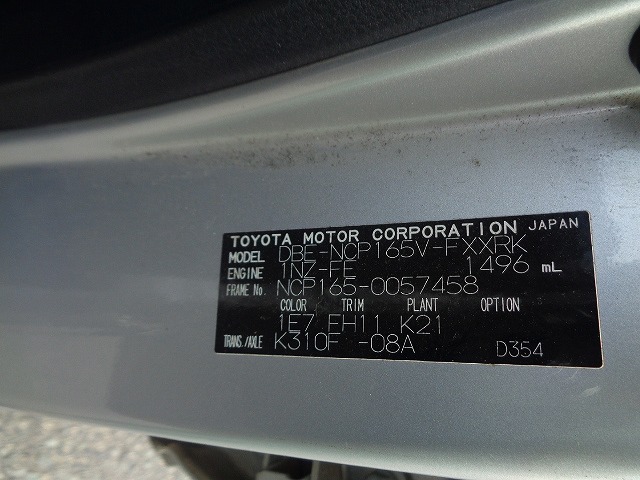 TOYOTA MOTOR CORPORATION JAPAN
MODEL DBE-NCP165V-FXXRK
ENGINE 1NZ-FE 1496 mL
FRAME No. NCP165-0057458
COLOR TRIM PLANT OPTION
1E7 FH11 K21
TRANS./AXLE K310F -08A D354